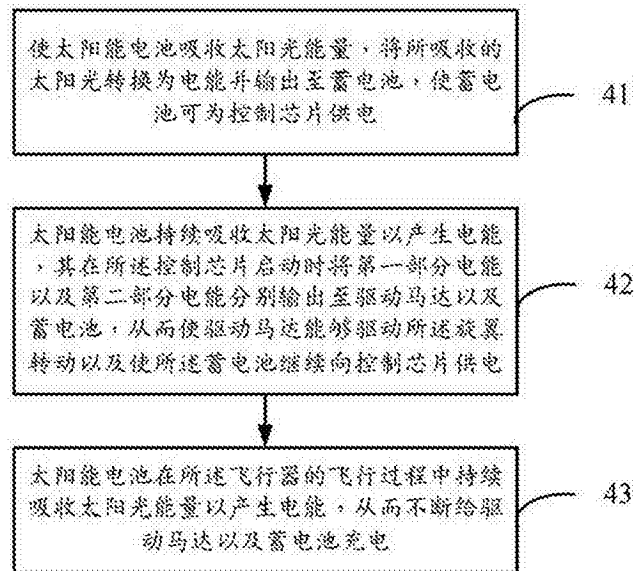 使太阳能电池吸收太阳光能量，将所吸收的
太阳光转换为电能并输出至蓄电池，使蓄电
池可为控制芯片供电
41
太阳能电池持续吸收太阳光能量以产生电能
，其在所述控制芯片启动时将第一部分电能
以及第二部分电能分别输出至驱动马达以及
蓄电池，从而使驱动马达能够驱动所述旋翼
转动以及使所述蓄电池继续向控制芯片供电
42
太阳能电池在所述飞行器的飞行过程中持续
吸收太阳光能量以产生电能，从而不断给驱
动马达以及蓄电池充电
43